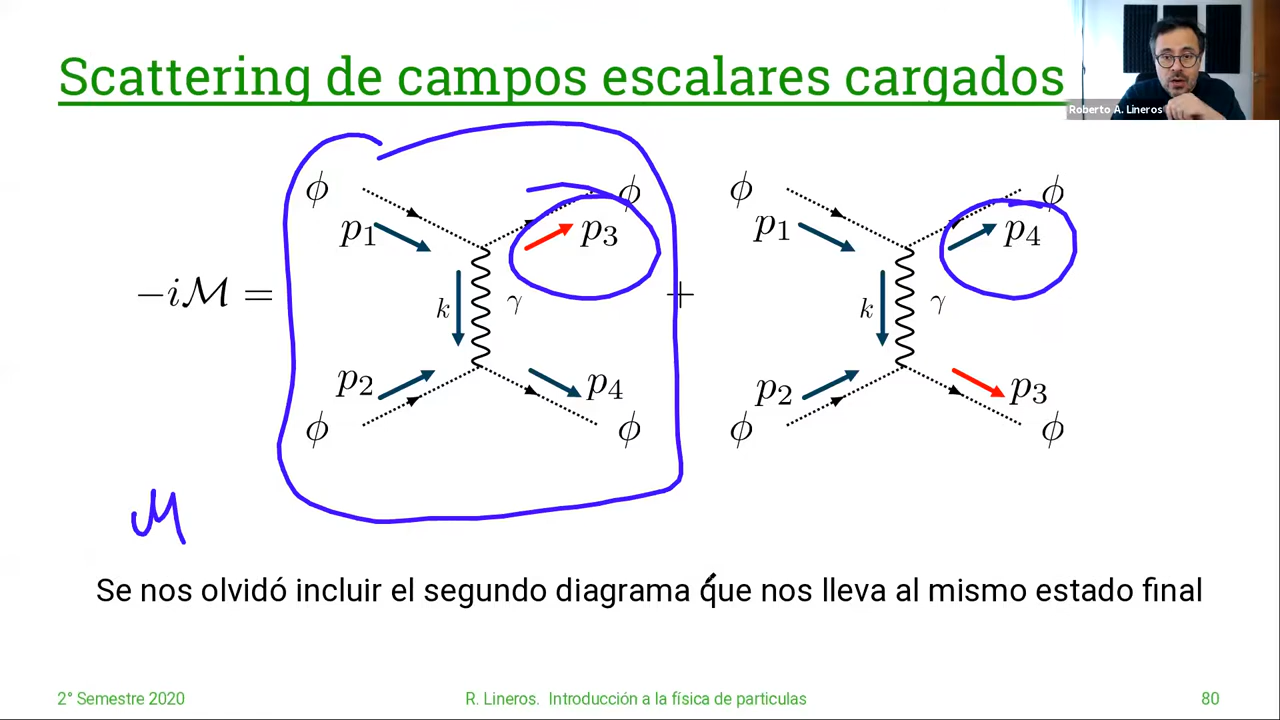 Scattering de campos escalares cargados
Roberto A. Lineros
ϕ ϕ ϕ ϕ
p₁ p₃ p₁ p₄
−iℳ = k γ + k γ
p₂ p₄ p₂ p₃
ϕ ϕ ϕ ϕ
ℳ
Se nos olvidó incluir el segundo diagrama que nos lleva al mismo estado final
2° Semestre 2020
R. Lineros. Introducción a la física de particulas
80